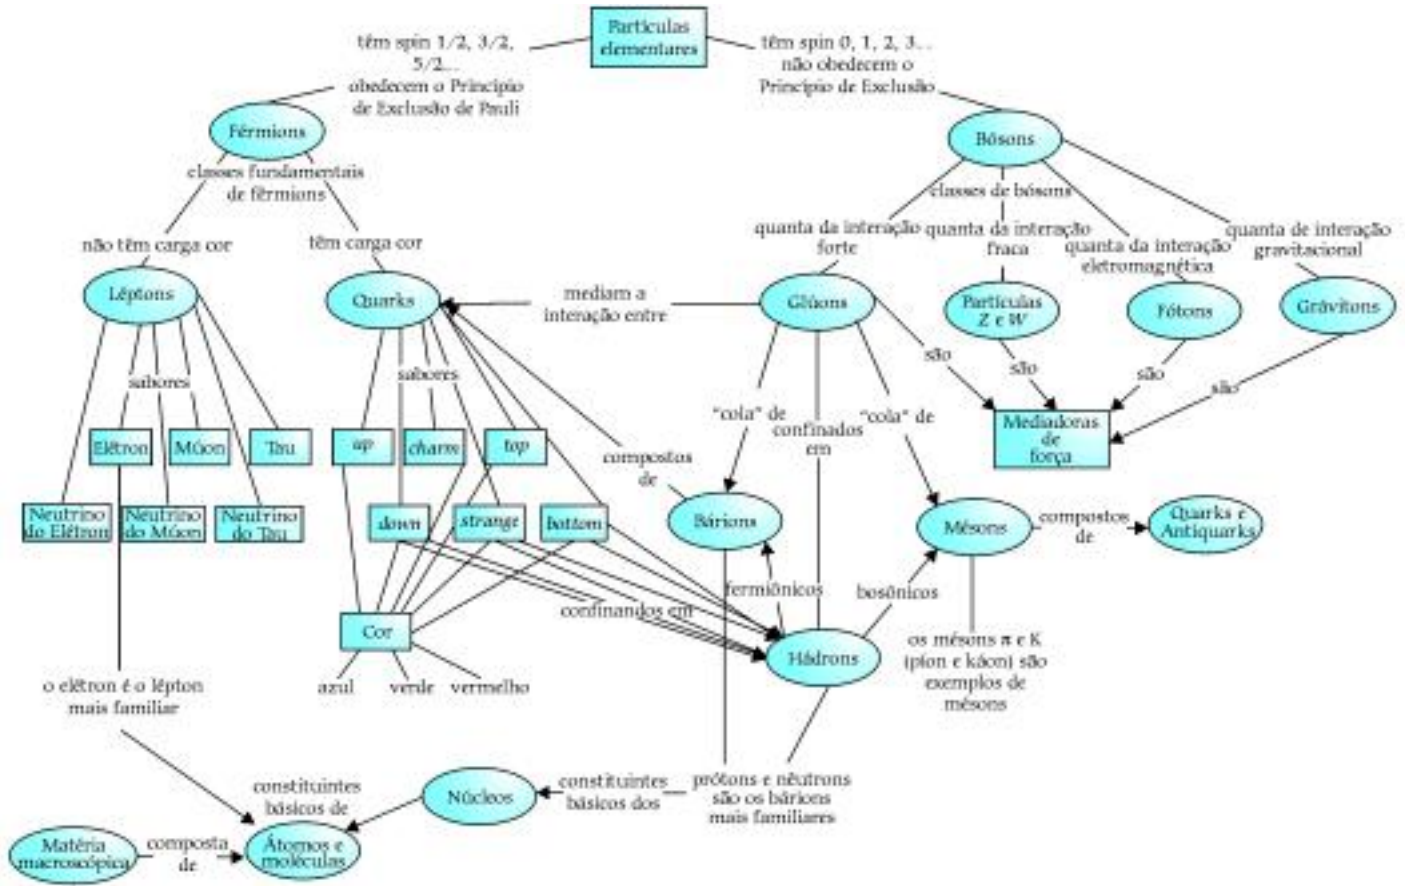 Partículas
elementares
têm spin 1/2, 3/2,
5/2...
obedecem o Princípio
de Exclusão de Pauli
têm spin 0, 1, 2, 3...
não obedecem o
Princípio de Exclusão
Férmions
Bósons
classes fundamentais
de férmions
classes de bósons
não têm carga cor
têm carga cor
quanta da interação
forte
quanta da interação
fraca
quanta da interação
eletromagnética
quanta de interação
gravitacional
Léptons
Quarks
mediam a
interação entre
Glúons
Partículas
Z e W
Fótons
Grávitons
sabores
sabores
são
são
são
são
"cola" de
confinados
em
"cola" de
Mediadoras
de
força
Elétron
Múon
Tau
up
charm
top
compostos
de
Neutrino
do Elétron
Neutrino
do Múon
Neutrino
do Tau
down
strange
bottom
Bárions
Mésons
compostos
de
Quarks e
Antiquarks
fermiônicos
bosônicos
confinandos em
Cor
Hádrons
os mésons π e K
(píon e káon) são
exemplos de
mésons
azul
verde
vermelho
o elétron é o lépton
mais familiar
constituintes
básicos de
Núcleos
constituintes
básicos dos
prótons e nêutrons
são os bárions
mais familiares
Matéria
macroscópica
composta
de
Átomos e
moléculas